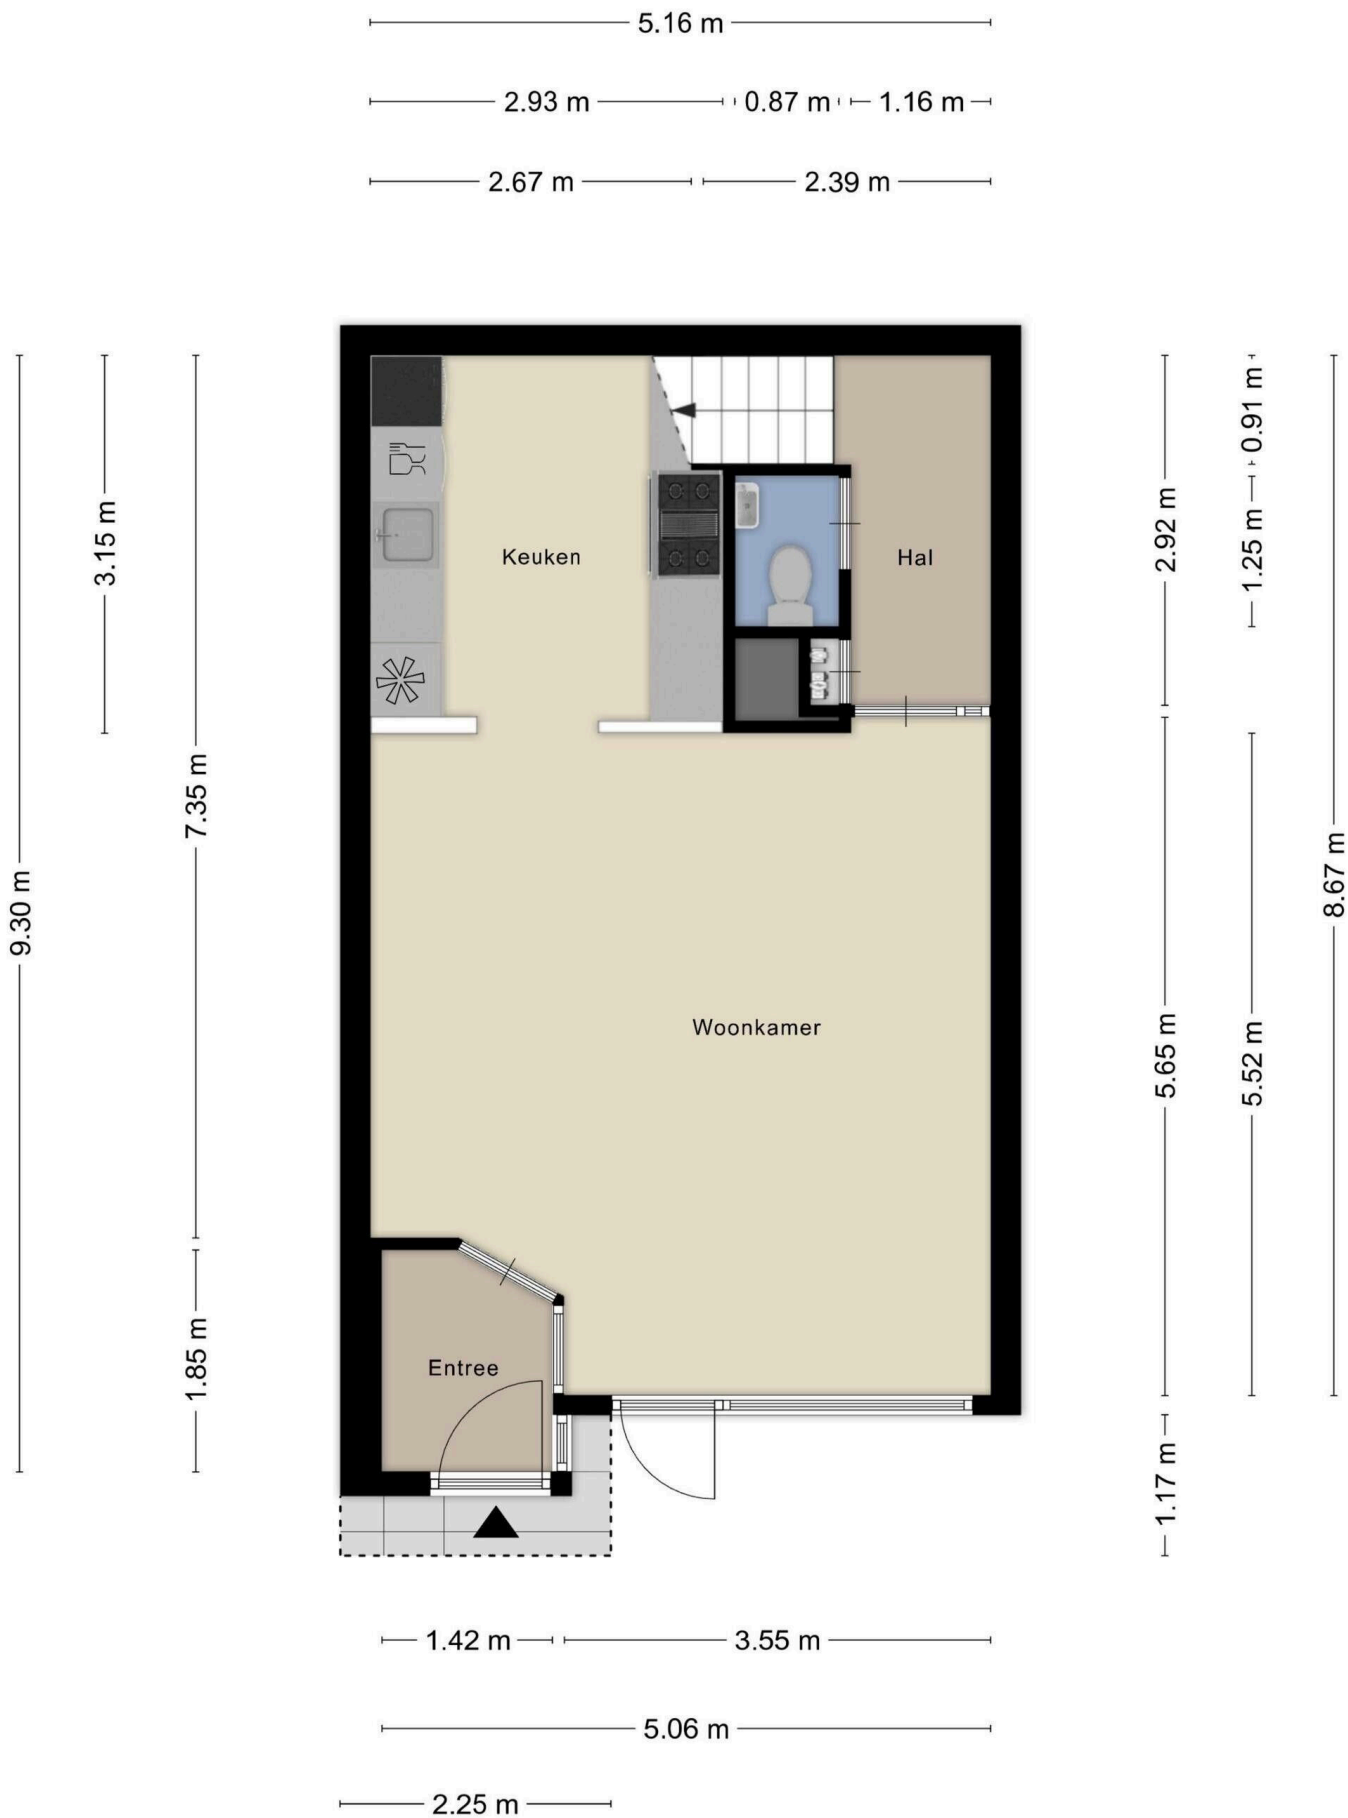 5.16 m
2.93 m 0.87 m 1.16 m
2.67 m 2.39 m
0.91 m
3.15 m
2.92 m
1.25 m
Keuken
Hal
7.35 m
9.30 m
8.67 m
Woonkamer
5.65 m
5.52 m
1.85 m
Entree
1.17 m
1.42 m 3.55 m
5.06 m
2.25 m